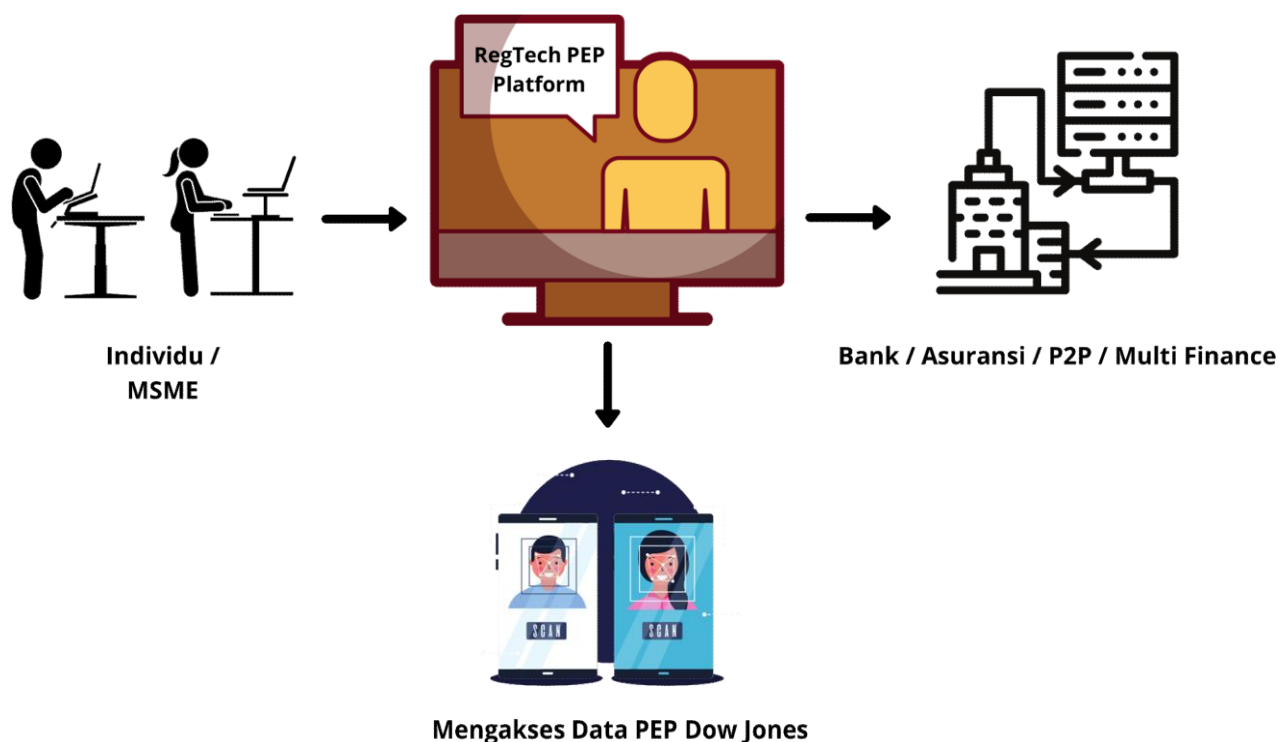 RegTech PEP
Platform
Individu /
MSME
Bank / Asuransi / P2P / Multi Finance
SCAN
SCAN
Mengakses Data PEP Dow Jones